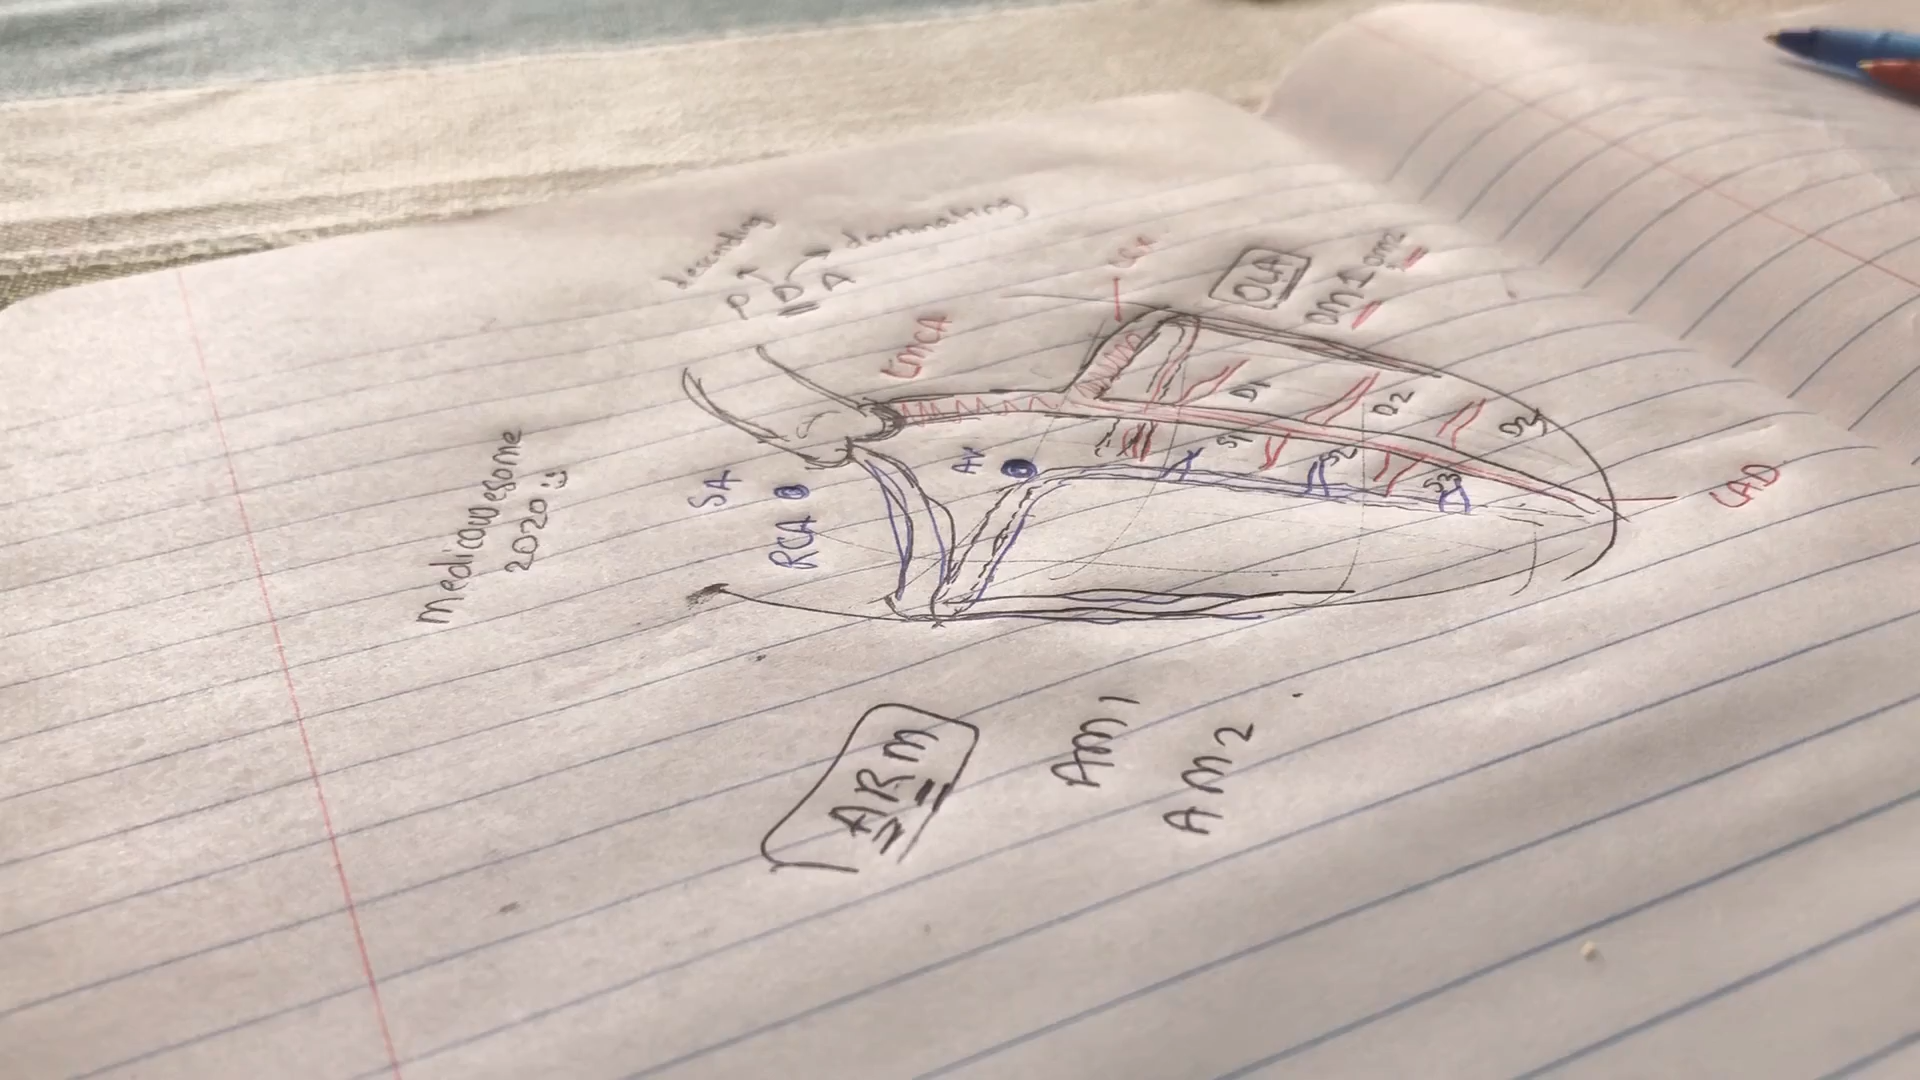 descending
P D A
dominating
LMCA
LCX
OLA
OM1 OM2
D1
D2
D3
S1
S2
S3
LAD
AV
SA
RCA
medicowesome
2020 :)
ARM
AM1
AM2